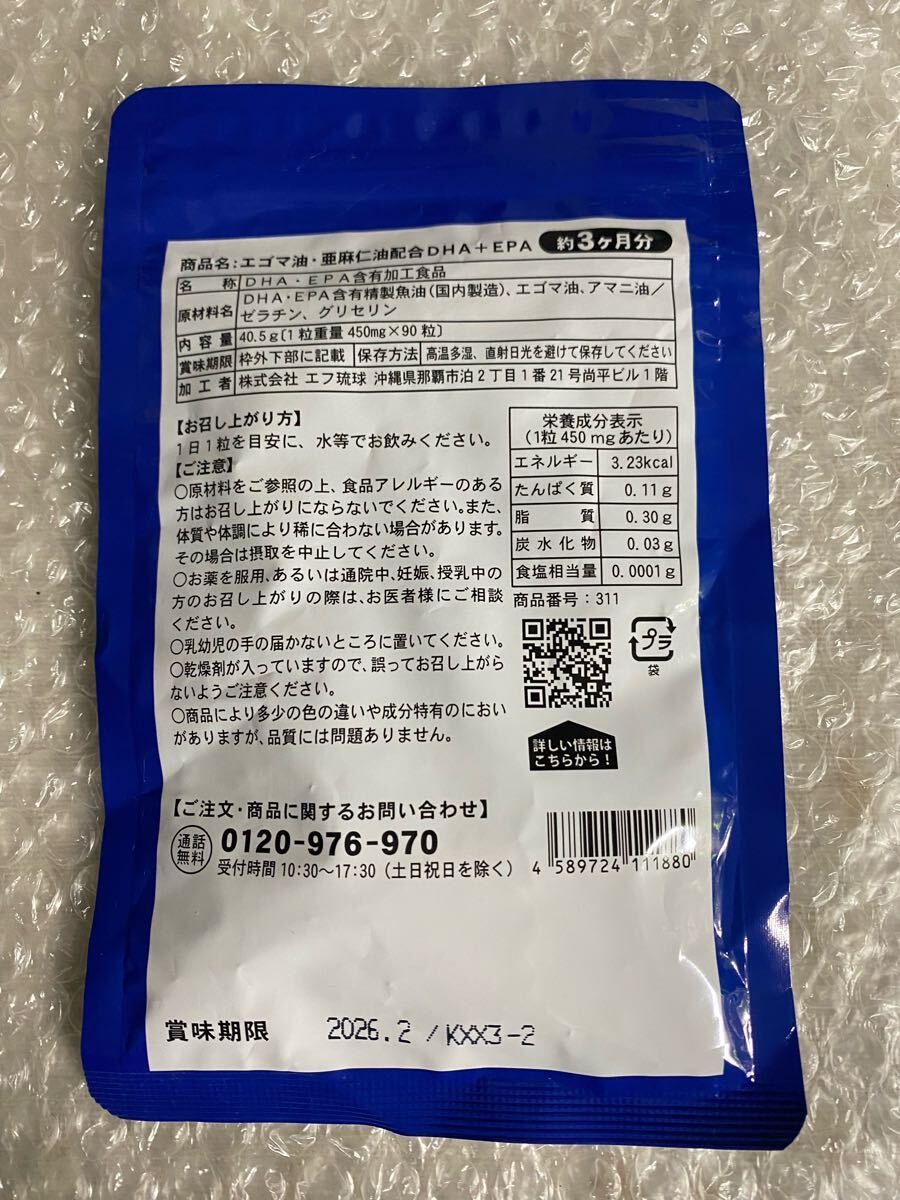 商品名:エゴマ油・亜麻仁油配合DHA+EPA 約3ヶ月分
名称 DHA・EPA含有加工食品
原材料名 DHA・EPA含有精製魚油(国内製造)、エゴマ油、アマニ油/
ゼラチン、グリセリン
内容量 40.5g[1粒重量 450mg×90粒]
賞味期限 枠外下部に記載 保存方法 高温多湿、直射日光を避けて保存してください
加工者 株式会社 エフ琉球 沖縄県那覇市泊2丁目1番21号尚平ビル1階
【お召し上がり方】
1日1粒を目安に、水等でお飲みください。
【ご注意】
○原材料をご参照の上、食品アレルギーのある
方はお召し上がりにならないでください。また、
体質や体調により稀に合わない場合があります。
その場合は摂取を中止してください。
○お薬を服用、あるいは通院中、妊娠、授乳中の
方のお召し上がりの際は、お医者様にご相談
ください。
○乳幼児の手の届かないところに置いてください。
○乾燥剤が入っていますので、誤ってお召し上がら
ないようご注意ください。
○商品により多少の色の違いや成分特有のにおい
がありますが、品質には問題ありません。
栄養成分表示
(1粒450mgあたり)
エネルギー 3.23kcal
たんぱく質 0.11g
脂質 0.30g
炭水化物 0.03g
食塩相当量 0.0001g
商品番号:311
プラ
袋
詳しい情報は
こちらから!
【ご注文・商品に関するお問い合わせ】
通話無料 0120-976-970
受付時間 10:30~17:30(土日祝日を除く)
4 589724 111880
賞味期限 2026.2 /KXX3-2